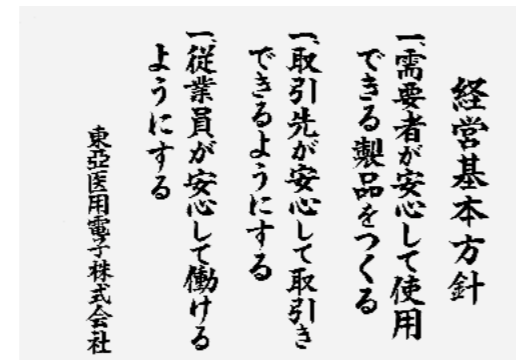 経営基本方針
一、需要者が安心して使用
できる製品をつくる
一、取引先が安心して取引き
できるようにする
一、従業員が安心して働ける
ようにする
東亞医用電子株式会社